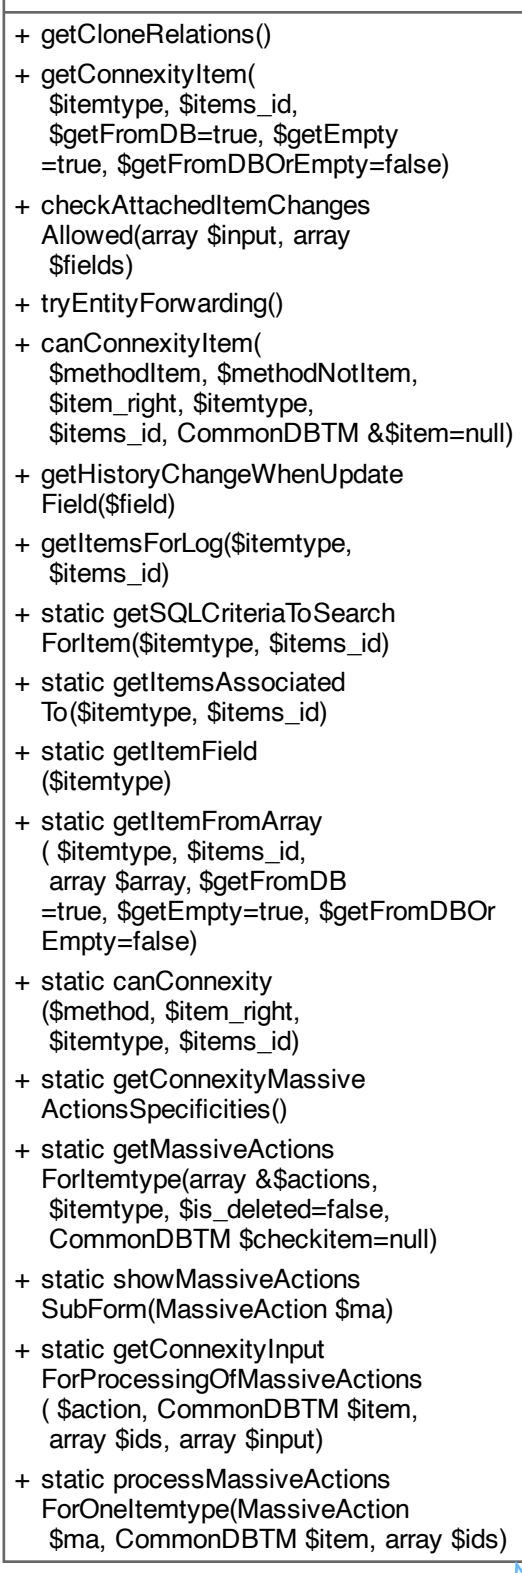 + getCloneRelations()
+ getConnexityItem(
$itemtype, $items_id,
$getFromDB=true, $getEmpty
=true, $getFromDBOrEmpty=false)
+ checkAttachedItemChanges
Allowed(array $input, array
$fields)
+ tryEntityForwarding()
+ canConnexityItem(
$methodItem, $methodNotItem,
$item_right, $itemtype,
$items_id, CommonDBTM &$item=null)
+ getHistoryChangeWhenUpdate
Field($field)
+ getItemsForLog($itemtype,
$items_id)
+ static getSQLCriteriaToSearch
ForItem($itemtype, $items_id)
+ static getItemsAssociated
To($itemtype, $items_id)
+ static getItemField
($itemtype)
+ static getItemFromArray
( $itemtype, $items_id,
array $array, $getFromDB
=true, $getEmpty=true, $getFromDBOr
Empty=false)
+ static canConnexity
($method, $item_right,
$itemtype, $items_id)
+ static getConnexityMassive
ActionsSpecificities()
+ static getMassiveActions
ForItemtype(array &$actions,
$itemtype, $is_deleted=false,
CommonDBTM $checkitem=null)
+ static showMassiveActions
SubForm(MassiveAction $ma)
+ static getConnexityInput
ForProcessingOfMassiveActions
( $action, CommonDBTM $item,
array $ids, array $input)
+ static processMassiveActions
ForOneItemtype(MassiveAction
$ma, CommonDBTM $item, array $ids)